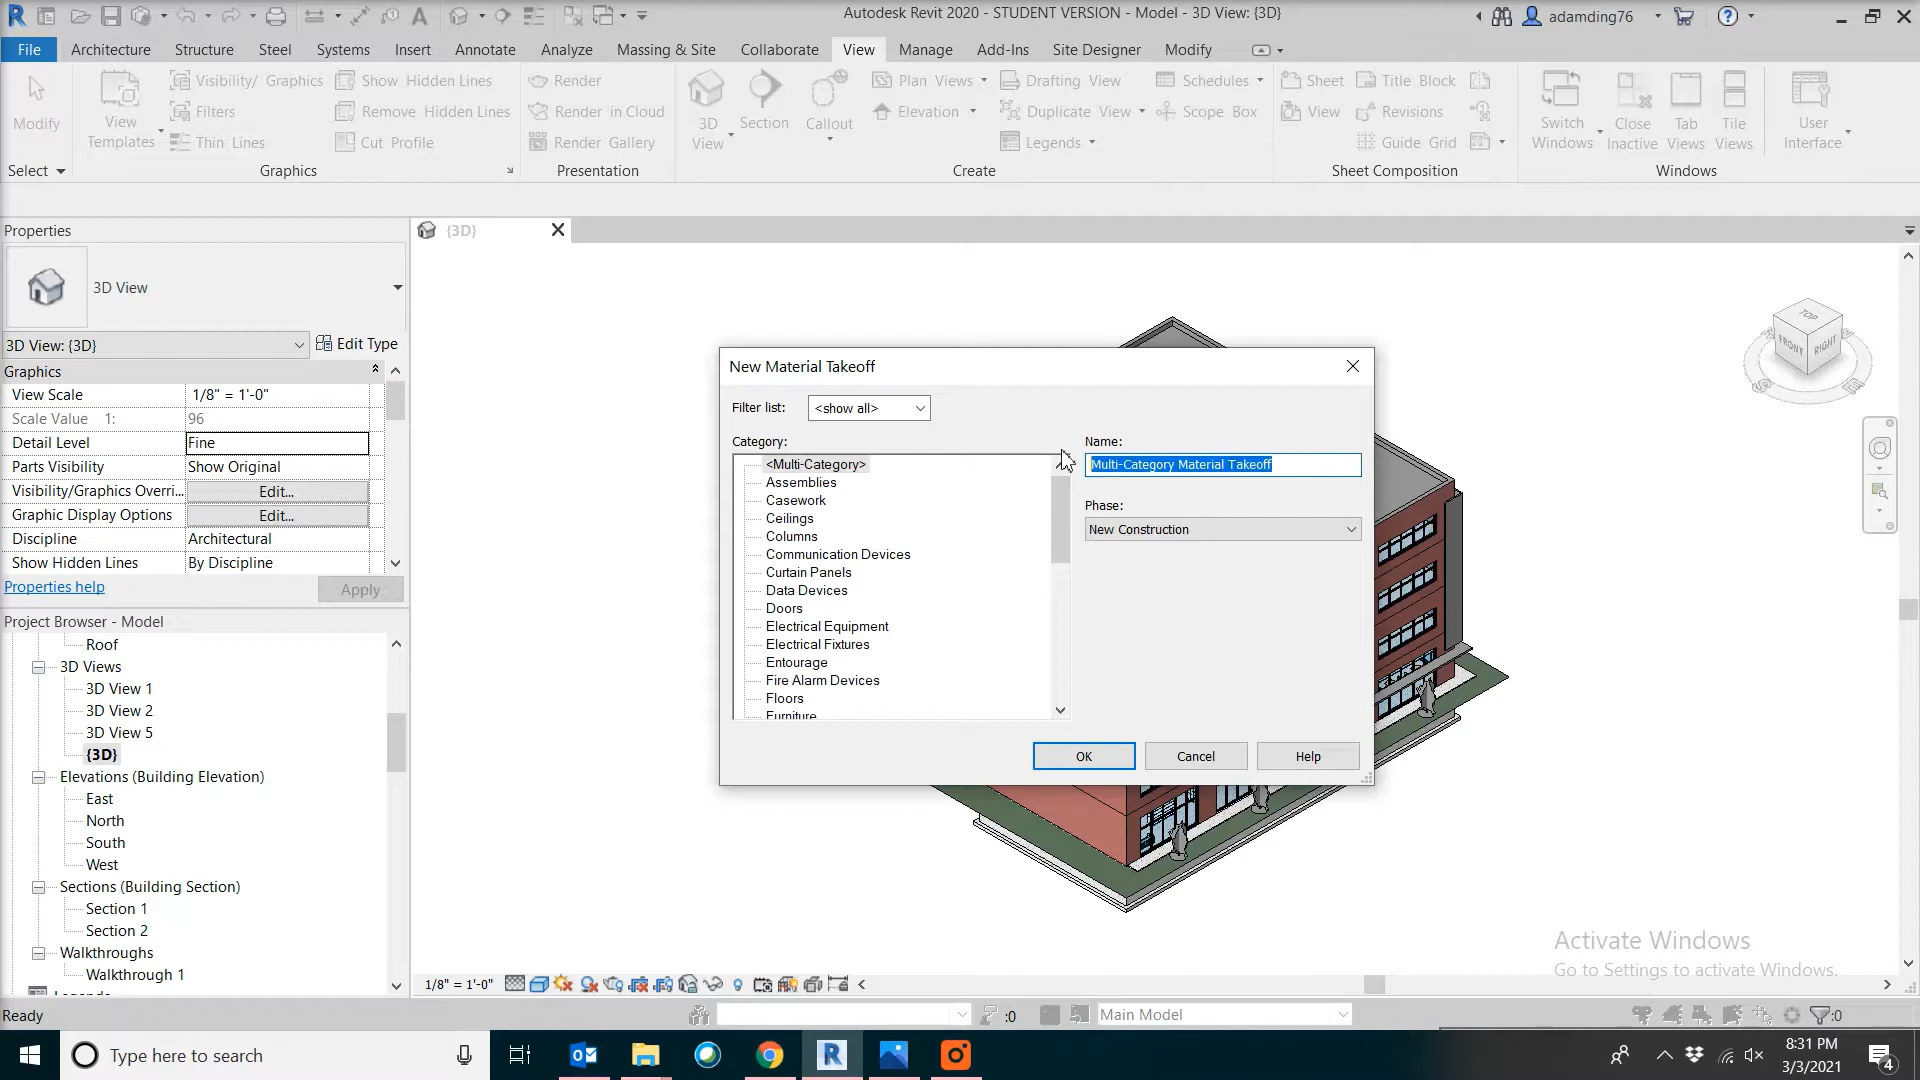 Autodesk Revit 2020 - STUDENT VERSION - Model - 3D View: {3D}
adamding76
File Architecture Structure Steel Systems Insert Annotate Analyze Massing & Site Collaborate View Manage Add-Ins Site Designer Modify
Modify
View Templates
Visibility/ Graphics
Filters
Thin Lines
Show Hidden Lines
Remove Hidden Lines
Cut Profile
Render
Render in Cloud
Render Gallery
3D View
Section
Callout
Plan Views
Elevation
Drafting View
Duplicate View
Legends
Schedules
Scope Box
Sheet
View
Title Block
Revisions
Guide Grid
Switch Windows
Close Inactive
Tab Views
Tile Views
User Interface
Select Graphics Presentation Create Sheet Composition Windows
Properties
{3D}
3D View
3D View: {3D} Edit Type
Graphics
View Scale 1/8" = 1'-0"
Scale Value 1: 96
Detail Level Fine
Parts Visibility Show Original
Visibility/Graphics Overri... Edit...
Graphic Display Options Edit...
Discipline Architectural
Show Hidden Lines By Discipline
Properties help Apply
Project Browser - Model
Roof
3D Views
3D View 1
3D View 2
3D View 5
{3D}
Elevations (Building Elevation)
East
North
South
West
Sections (Building Section)
Section 1
Section 2
Walkthroughs
Walkthrough 1
New Material Takeoff
Filter list: <show all>
Category:
<Multi-Category>
Assemblies
Casework
Ceilings
Columns
Communication Devices
Curtain Panels
Data Devices
Doors
Electrical Equipment
Electrical Fixtures
Entourage
Fire Alarm Devices
Floors
Furniture
Name:
Multi-Category Material Takeoff
Phase:
New Construction
OK Cancel Help
TOP
FRONT RIGHT
Activate Windows
Go to Settings to activate Windows.
1/8" = 1'-0"
Ready
:0
Main Model
:0
Type here to search
8:31 PM
3/3/2021
4